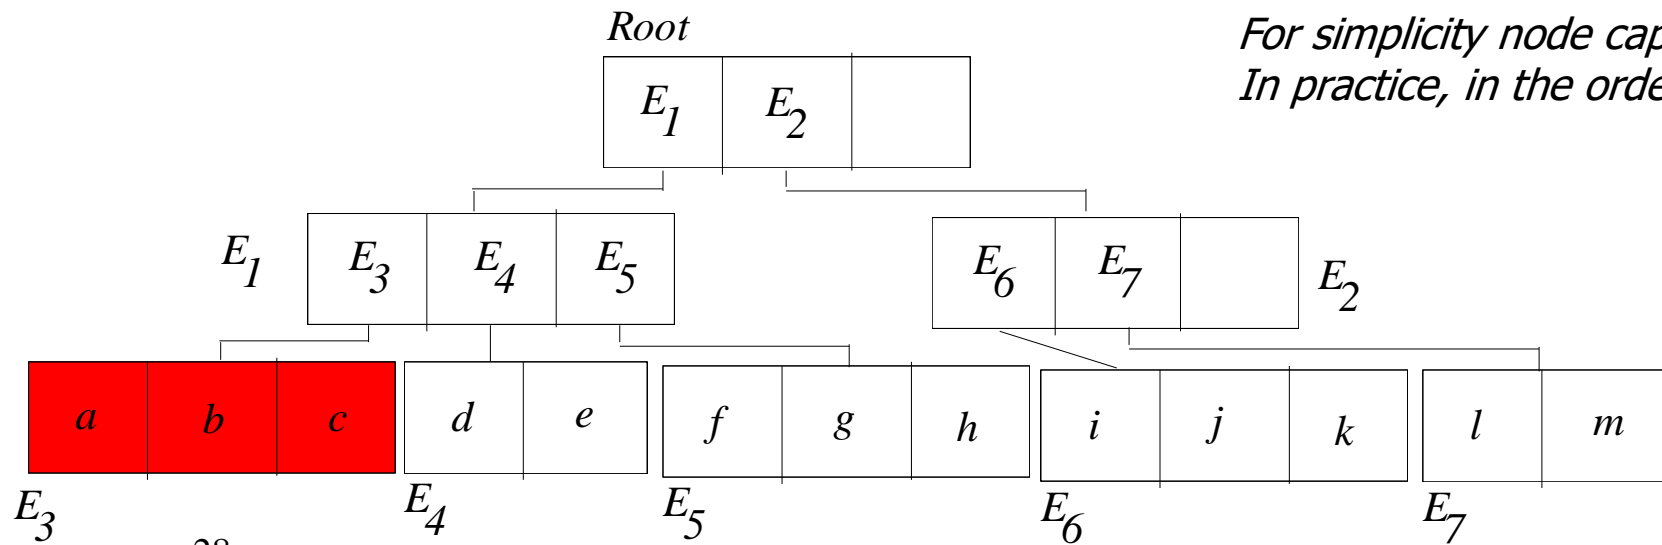 Root
For simplicity node cap
In practice, in the orde
E1 E2
E1 E3 E4 E5 E6 E7 E2
a b c d e f g h i j k l m
E3 E4 E5 E6 E7